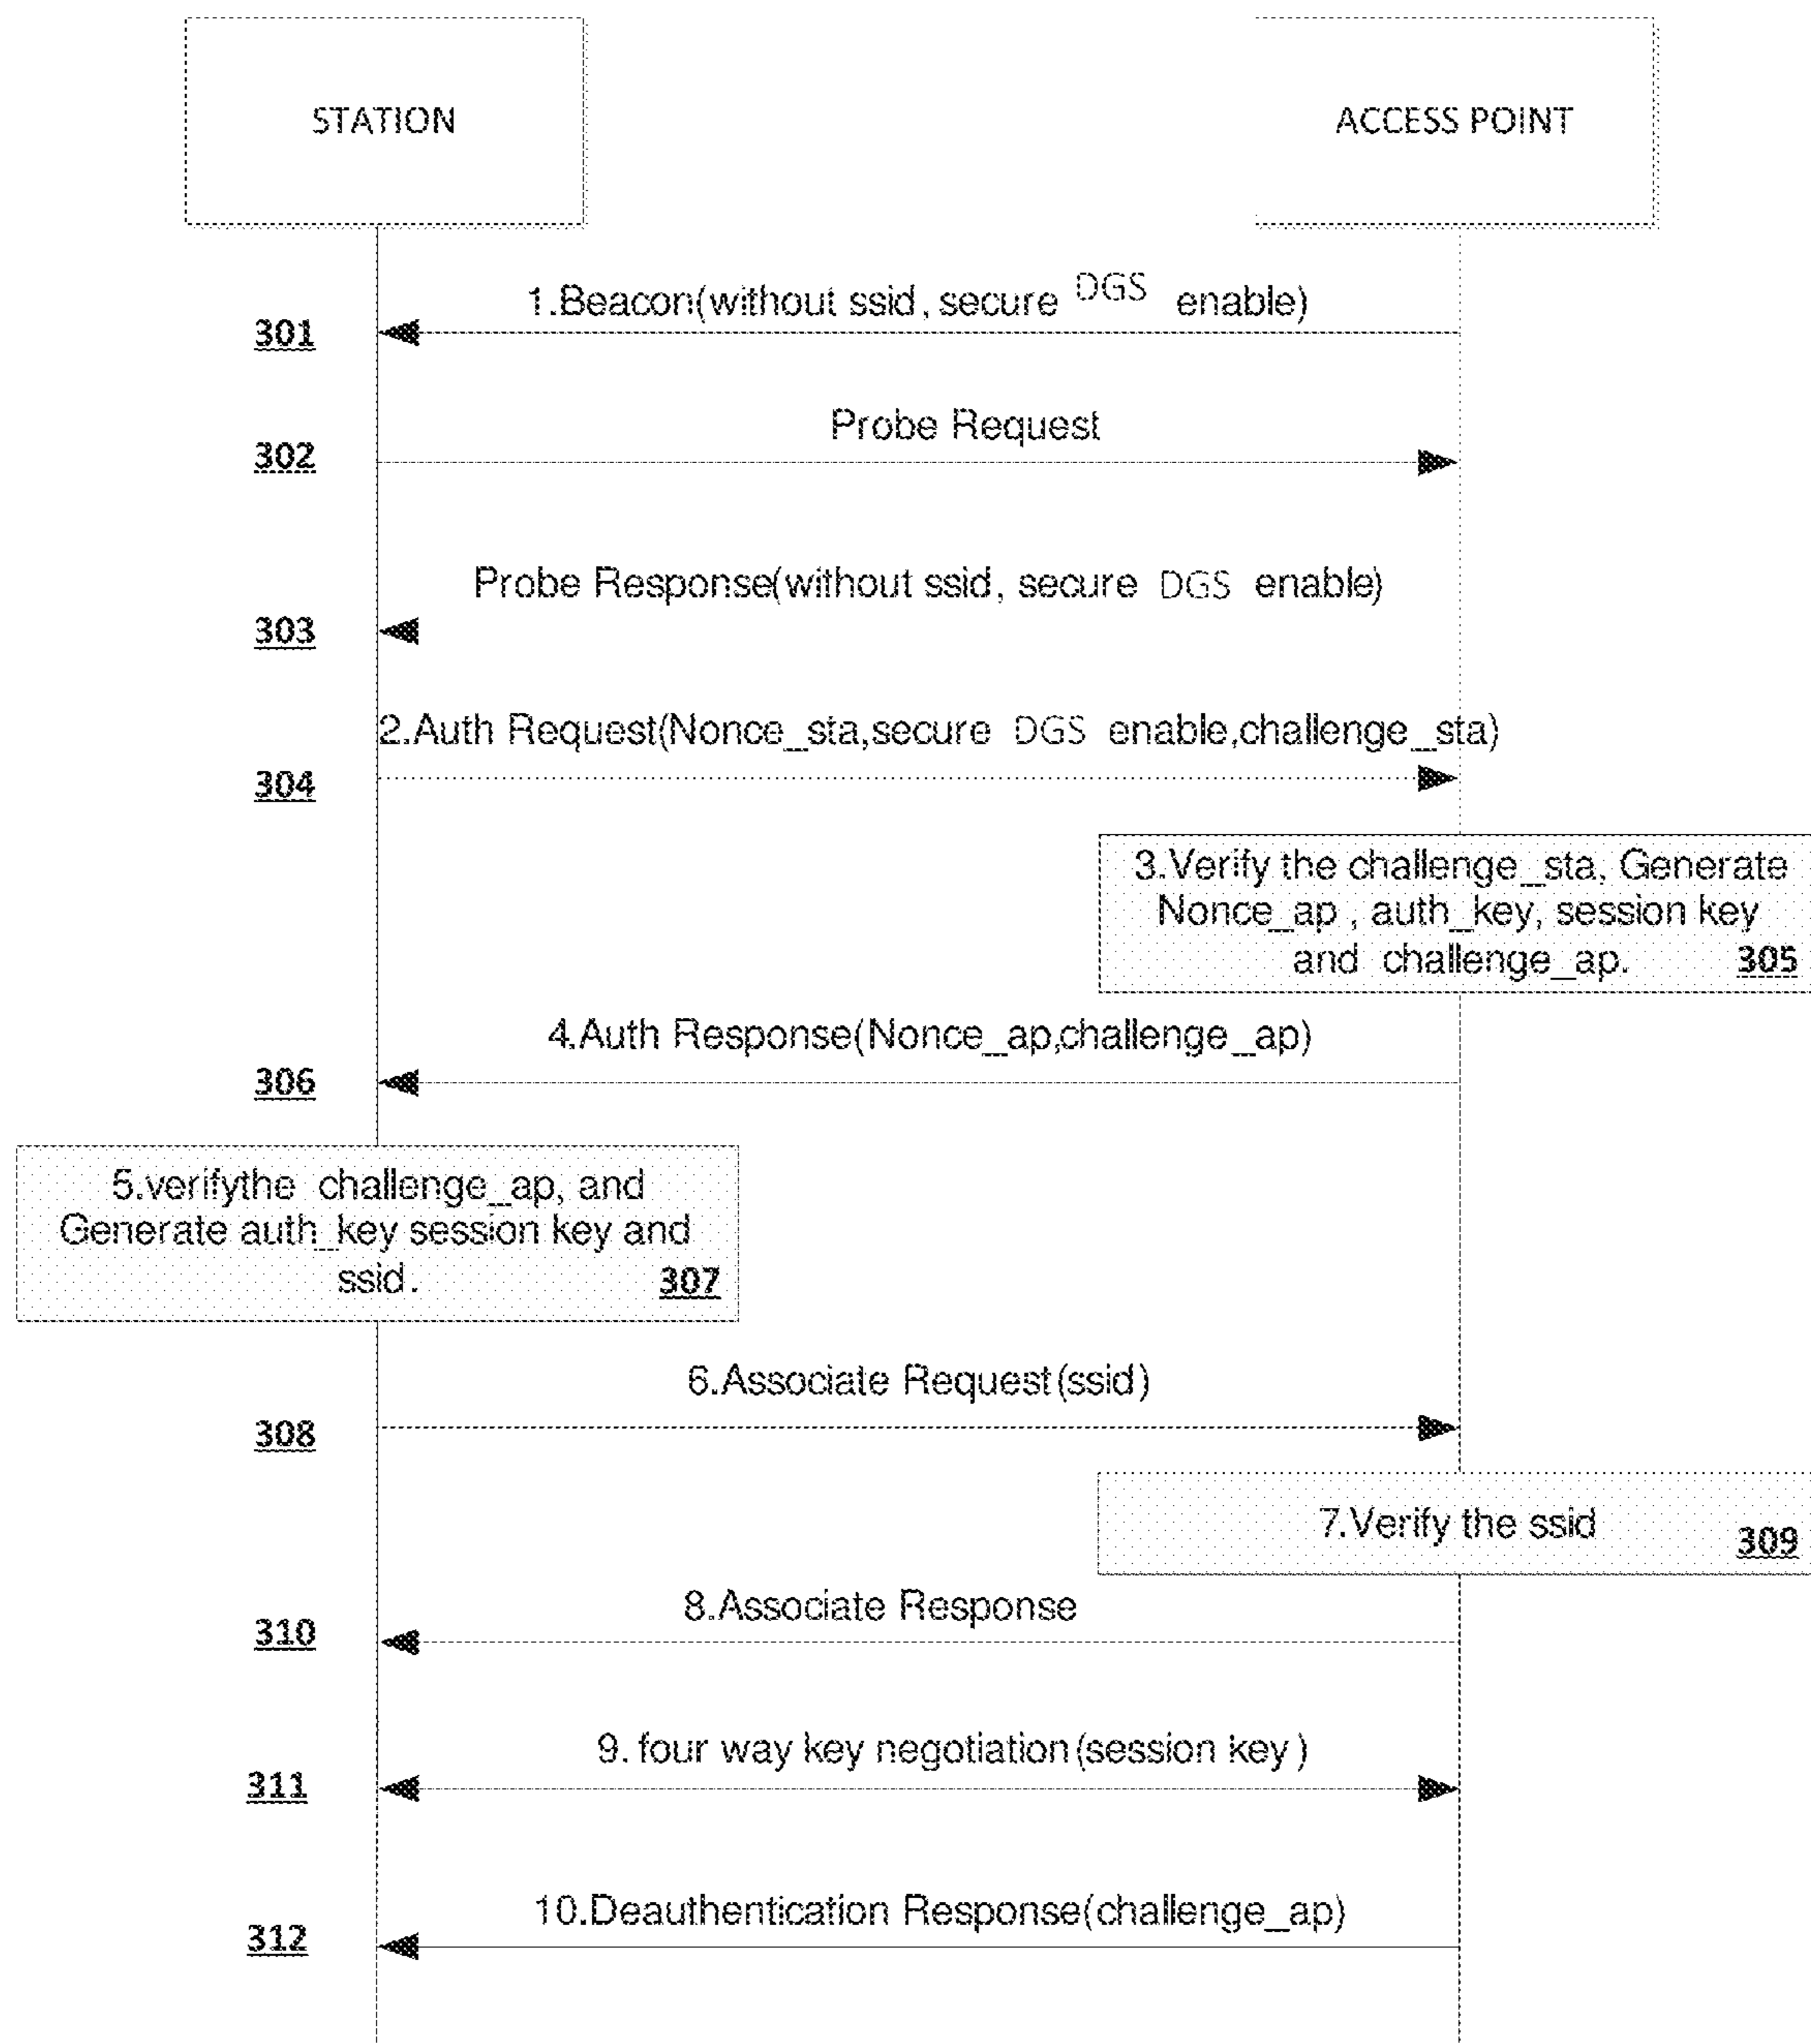 STATION
ACCESS POINT
1.Beacon(without ssid, secure DGS enable)
301
Probe Request
302
Probe Response(without ssid, secure DGS enable)
303
2.Auth Request(Nonce_sta,secure DGS enable,challenge_sta)
304
3.Verify the challenge_sta, Generate
Nonce_ap , auth_key, session key
and challenge_ap. 305
4.Auth Response(Nonce_ap,challenge_ap)
306
5.verifythe challenge_ap, and
Generate auth_key session key and
ssid. 307
6.Associate Request(ssid)
308
7.Verify the ssid 309
8.Associate Response
310
9. four way key negotiation(session key )
311
10.Deauthentication Response(challenge_ap)
312